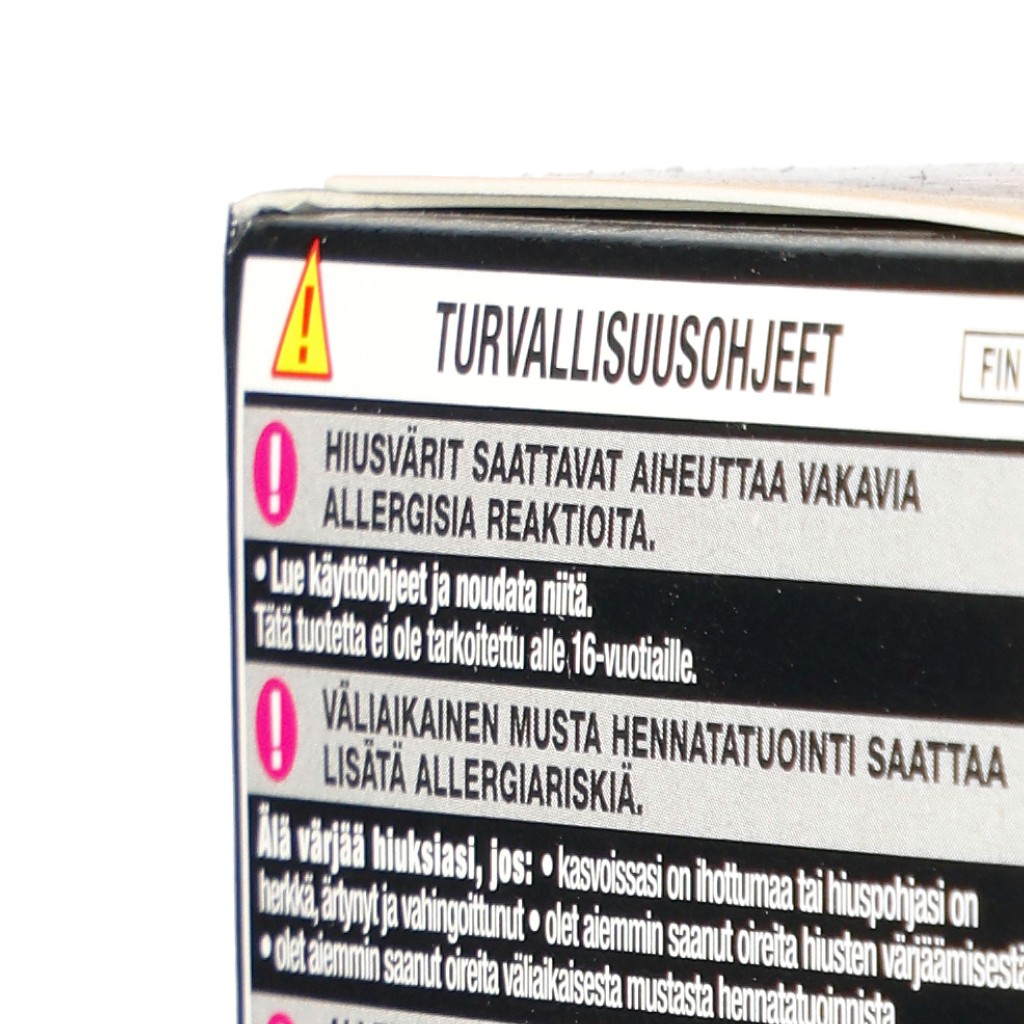 TURVALLISUUSOHJEET
FIN
HIUSVÄRIT SAATTAVAT AIHEUTTAA VAKAVIA
ALLERGISIA REAKTIOITA.
• Lue käyttöohjeet ja noudata niitä.
Tätä tuotetta ei ole tarkoitettu alle 16-vuotiaille.
VÄLIAIKAINEN MUSTA HENNATATUOINTI SAATTAA
LISÄTÄ ALLERGIARISKIÄ.
Älä värjää hiuksiasi, jos: • kasvoissasi on ihottumaa tai hiuspohjasi on
herkkä, ärtynyt ja vahingoittunut • olet aiemmin saanut oireita hiusten värjäämisestä
• olet aiemmin saanut oireita väliaikaisesta mustasta hennatatuoinnista